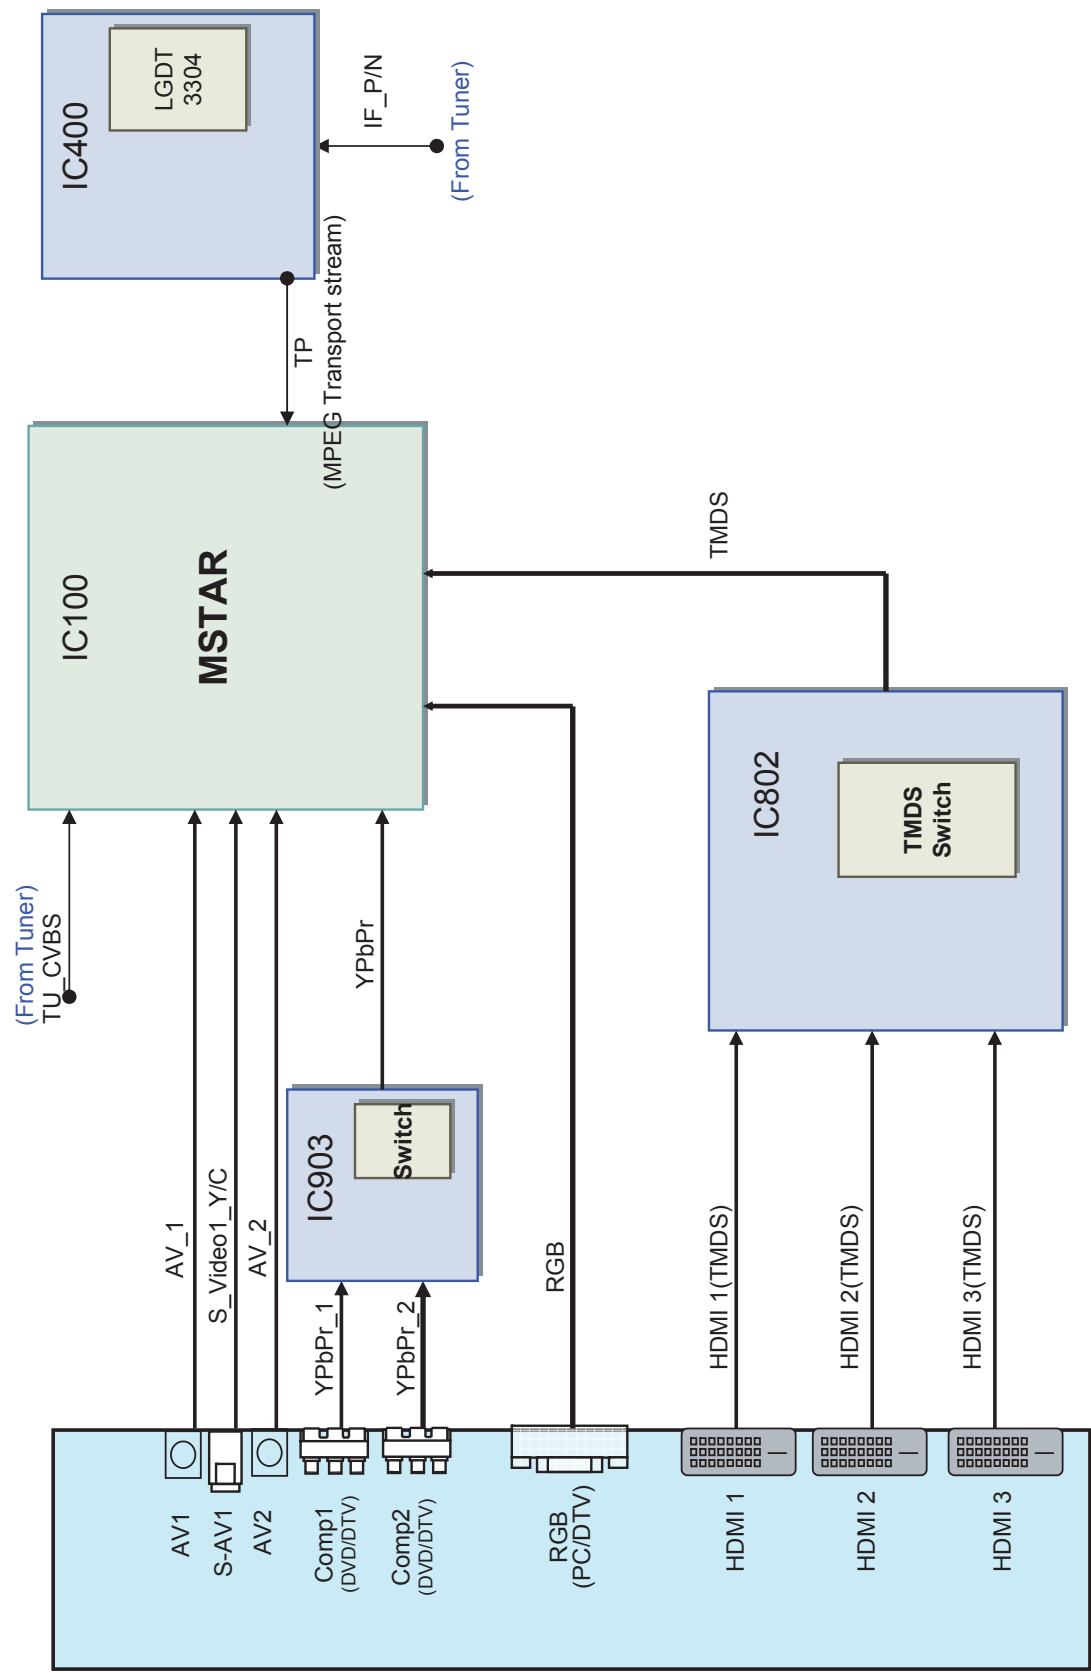 AV1
S-AV1
AV2
Comp1
(DVD/DTV)
Comp2
(DVD/DTV)
RGB
(PC/DTV)
HDMI 1
HDMI 2
HDMI 3
(From Tuner)
TU_CVBS
AV_1
S_Video1_Y/C
AV_2
YPbPr_1
YPbPr_2
IC903
Switch
YPbPr
RGB
HDMI 1(TMDS)
HDMI 2(TMDS)
HDMI 3(TMDS)
IC802
TMDS
Switch
TMDS
IC100
MSTAR
TP
(MPEG Transport stream)
IC400
LGDT
3304
IF_P/N
(From Tuner)